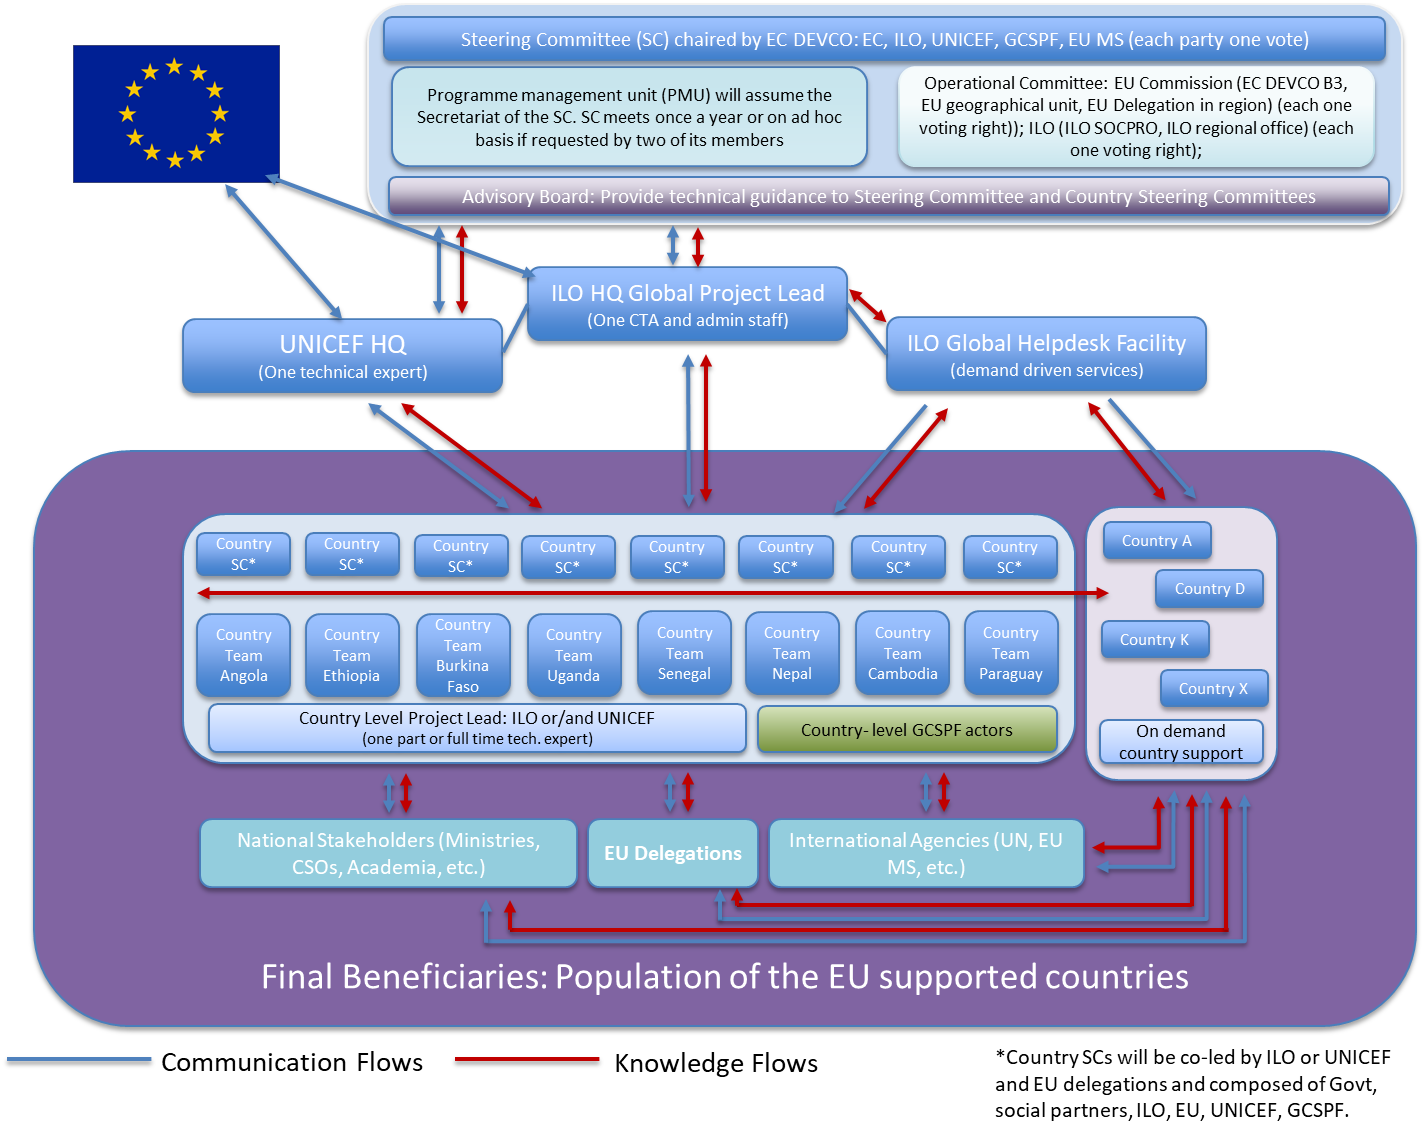 Steering Committee (SC) chaired by EC DEVCO: EC, ILO, UNICEF, GCSPF, EU MS (each party one vote)
Programme management unit (PMU) will assume the
Secretariat of the SC. SC meets once a year or on ad hoc
basis if requested by two of its members
Operational Committee: EU Commission (EC DEVCO B3,
EU geographical unit, EU Delegation in region) (each one
voting right)); ILO (ILO SOCPRO, ILO regional office) (each
one voting right);
Advisory Board: Provide technical guidance to Steering Committee and Country Steering Committees
ILO HQ Global Project Lead
(One CTA and admin staff)
UNICEF HQ
(One technical expert)
ILO Global Helpdesk Facility
(demand driven services)
Country
SC*
Country
SC*
Country
SC*
Country
SC*
Country
SC*
Country
SC*
Country
SC*
Country
SC*
Country
Team
Angola
Country
Team
Ethiopia
Country
Team
Burkina
Faso
Country
Team
Uganda
Country
Team
Senegal
Country
Team
Nepal
Country
Team
Cambodia
Country
Team
Paraguay
Country Level Project Lead: ILO or/and UNICEF
(one part or full time tech. expert)
Country- level GCSPF actors
Country A
Country D
Country K
Country X
On demand
country support
National Stakeholders (Ministries,
CSOs, Academia, etc.)
EU Delegations
International Agencies (UN, EU
MS, etc.)
Final Beneficiaries: Population of the EU supported countries
Communication Flows
Knowledge Flows
*Country SCs will be co-led by ILO or UNICEF
and EU delegations and composed of Govt,
social partners, ILO, EU, UNICEF, GCSPF.